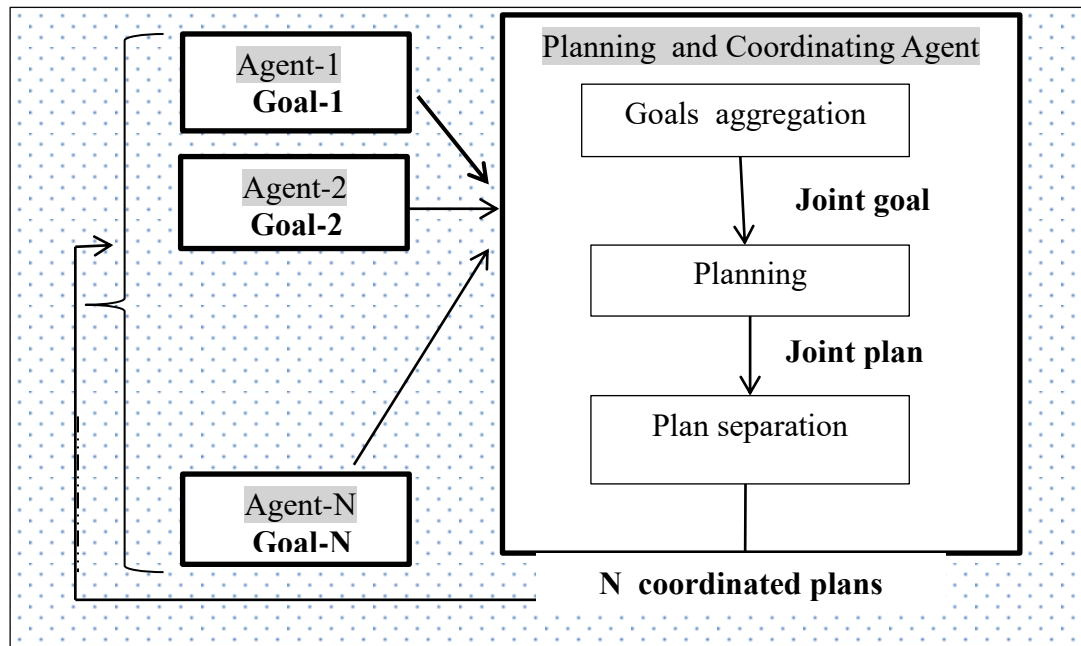 Agent-1
Goal-1
Agent-2
Goal-2
Agent-N
Goal-N
Planning and Coordinating Agent
Goals aggregation
Joint goal
Planning
Joint plan
Plan separation
N coordinated plans